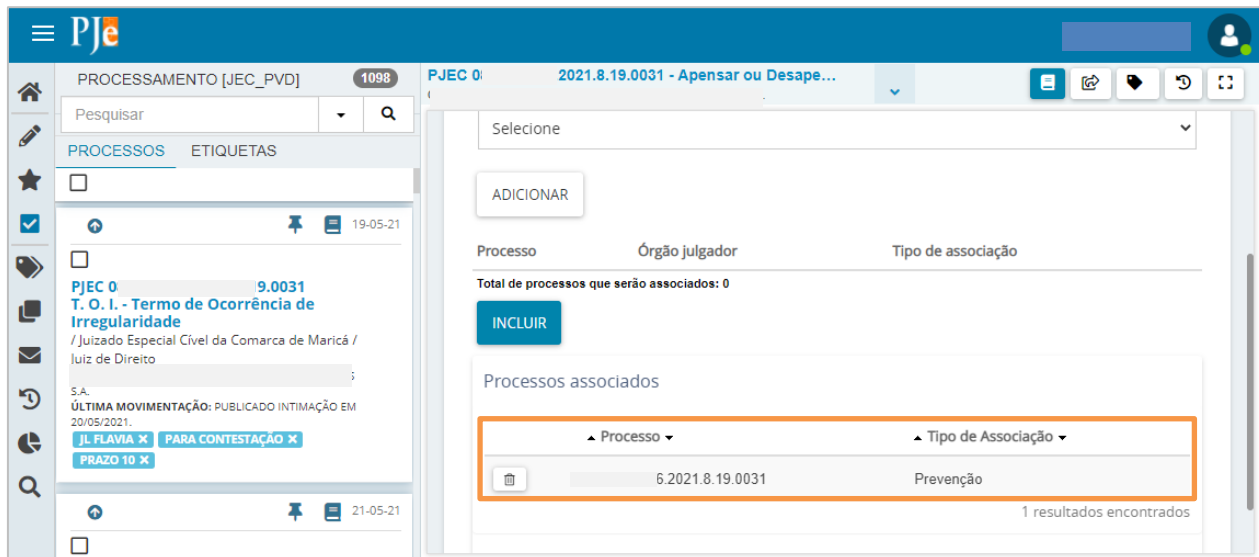 PJe
PROCESSAMENTO [JEC_PVD] 1098
Pesquisar
PROCESSOS ETIQUETAS
19-05-21
PJEC 0 9.0031
T. O. I. - Termo de Ocorrência de
Irregularidade
/ Juizado Especial Cível da Comarca de Maricá /
Juiz de Direito
S.A.
ÚLTIMA MOVIMENTAÇÃO: PUBLICADO INTIMAÇÃO EM
20/05/2021.
JL FLAVIA X PARA CONTESTAÇÃO X
PRAZO 10 X
21-05-21
PJEC 0 2021.8.19.0031 - Apensar ou Desape...
Selecione
ADICIONAR
Processo Órgão julgador Tipo de associação
Total de processos que serão associados: 0
INCLUIR
Processos associados
Processo Tipo de Associação
6.2021.8.19.0031 Prevenção
1 resultados encontrados